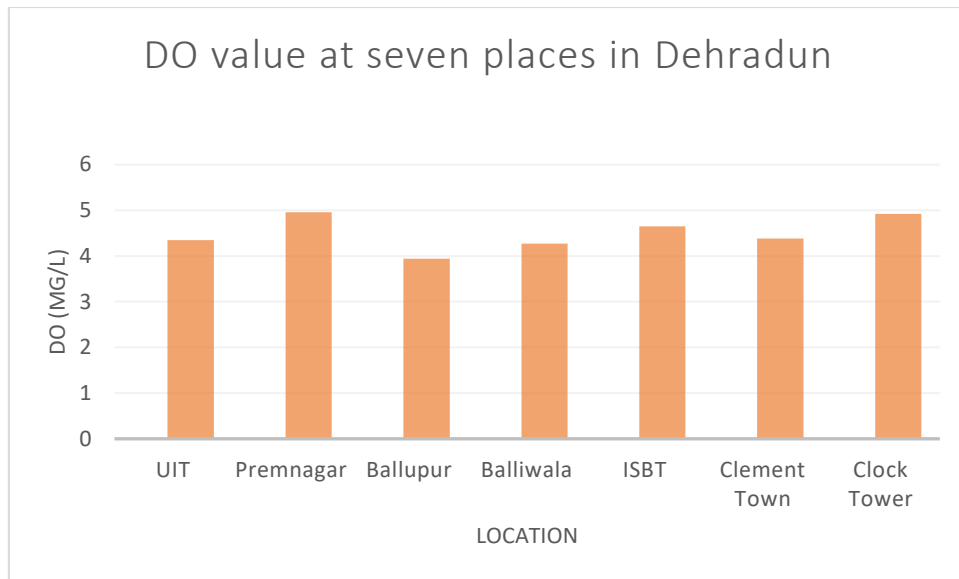 DO value at seven places in Dehradun
6
5
4
3
2
1
0
DO (MG/L)
UIT Premnagar Ballupur Balliwala ISBT Clement Town Clock Tower
LOCATION